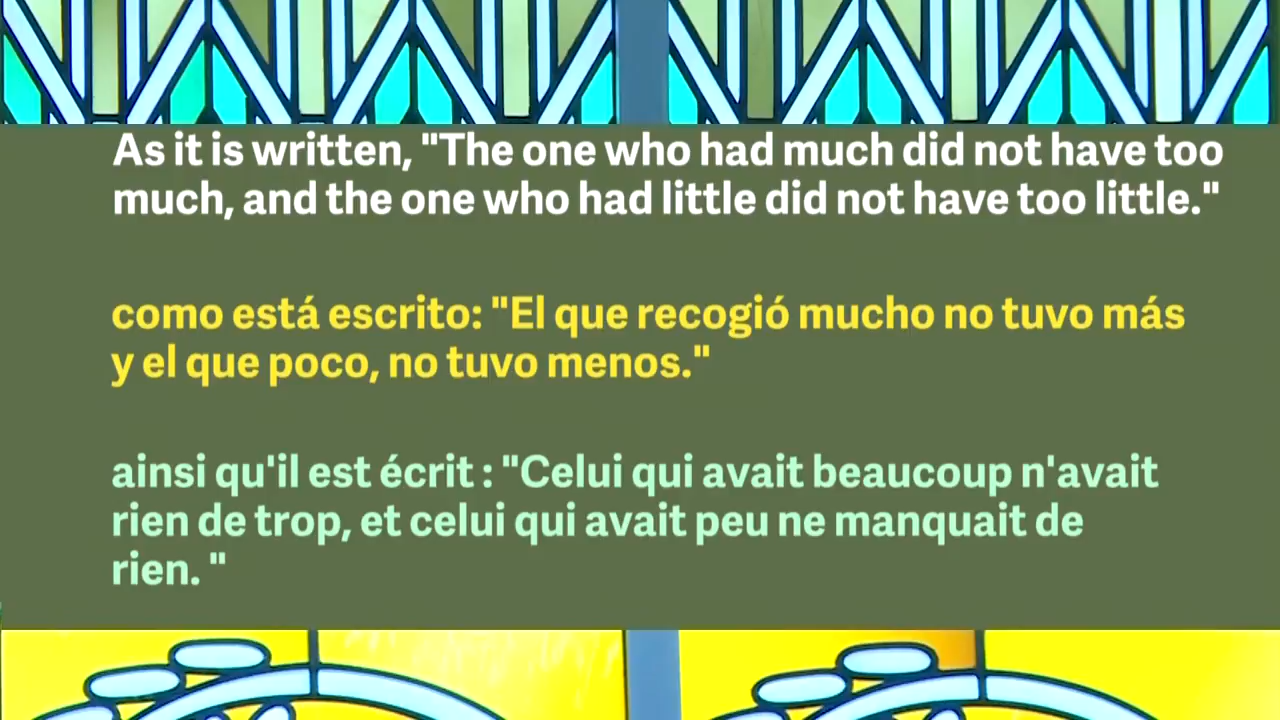 As it is written, "The one who had much did not have too
much, and the one who had little did not have too little."
como está escrito: "El que recogió mucho no tuvo más
y el que poco, no tuvo menos."
ainsi qu'il est écrit : "Celui qui avait beaucoup n'avait
rien de trop, et celui qui avait peu ne manquait de
rien. "